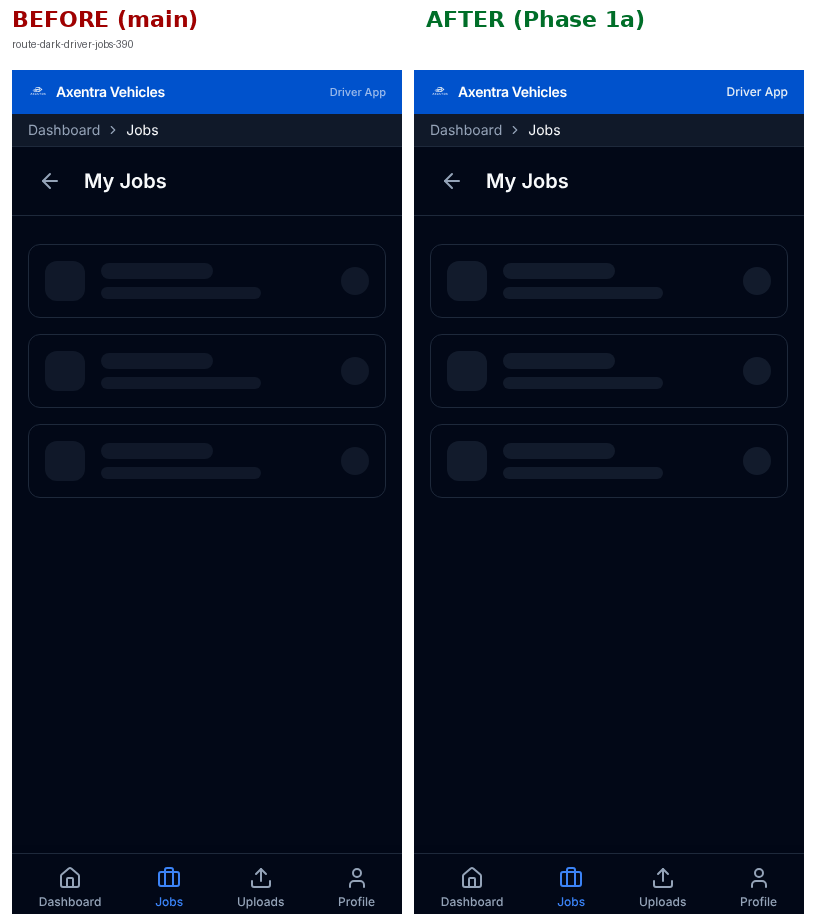 BEFORE (main)
AFTER (Phase 1a)
route-dark-driver-jobs-390
Axentra Vehicles
Driver App
Dashboard > Jobs
My Jobs
Dashboard
Jobs
Uploads
Profile
Axentra Vehicles
Driver App
Dashboard > Jobs
My Jobs
Dashboard
Jobs
Uploads
Profile